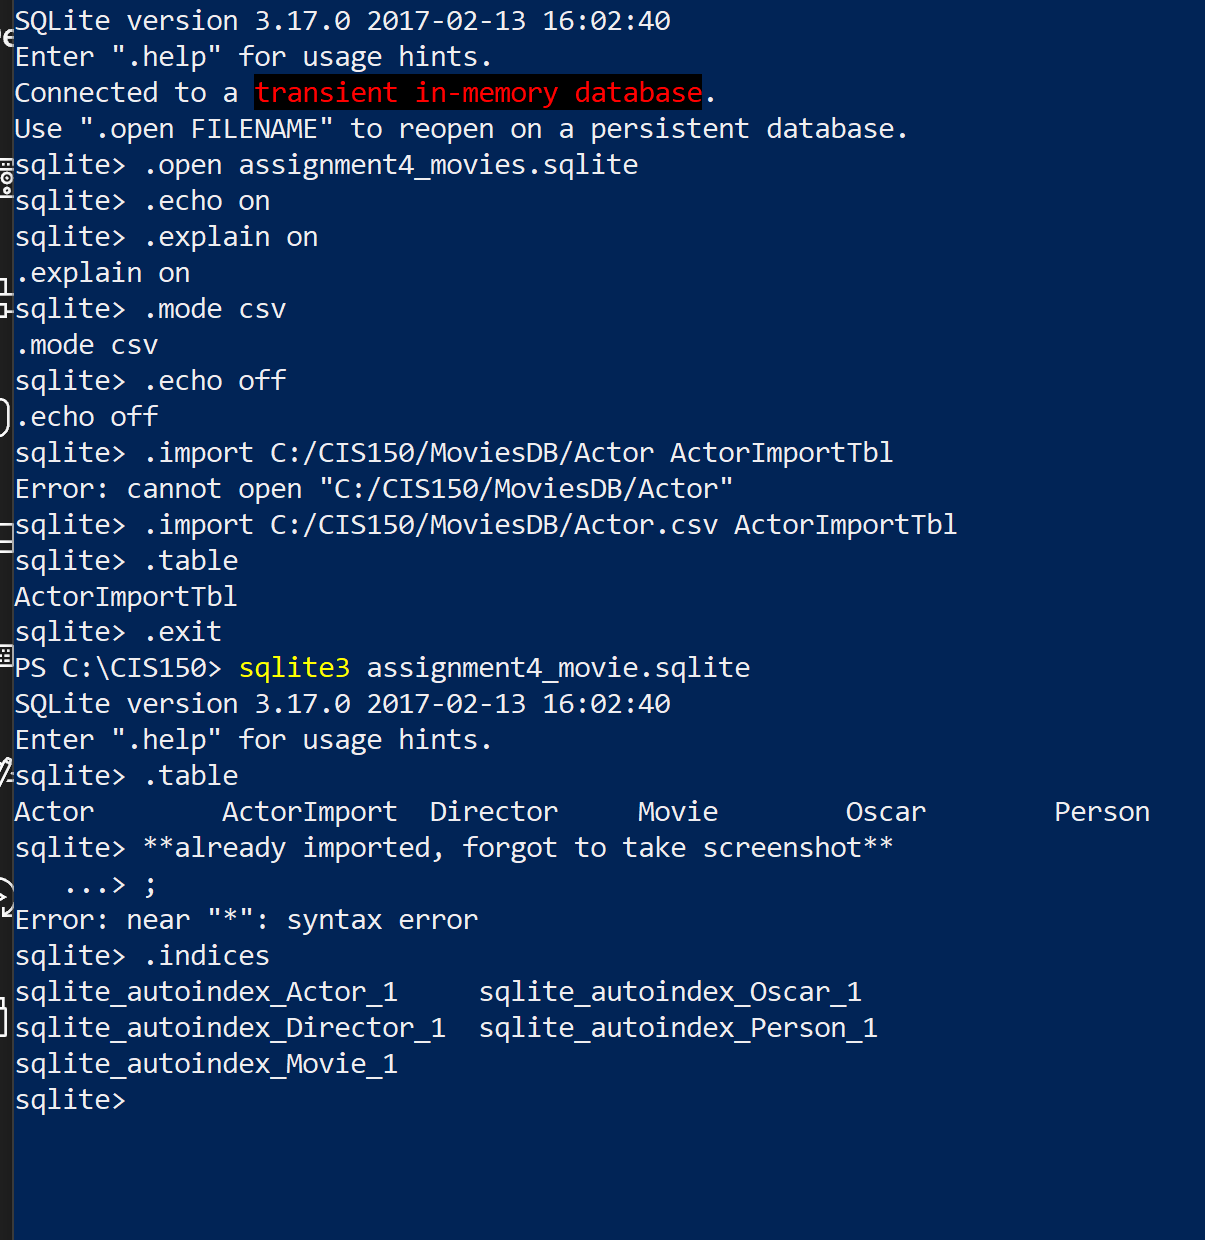 SQLite version 3.17.0 2017-02-13 16:02:40
Enter ".help" for usage hints.
Connected to a transient in-memory database.
Use ".open FILENAME" to reopen on a persistent database.
sqlite> .open assignment4_movies.sqlite
sqlite> .echo on
sqlite> .explain on
.explain on
sqlite> .mode csv
.mode csv
sqlite> .echo off
.echo off
sqlite> .import C:/CIS150/MoviesDB/Actor ActorImportTbl
Error: cannot open "C:/CIS150/MoviesDB/Actor"
sqlite> .import C:/CIS150/MoviesDB/Actor.csv ActorImportTbl
sqlite> .table
ActorImportTbl
sqlite> .exit
PS C:\CIS150> sqlite3 assignment4_movie.sqlite
SQLite version 3.17.0 2017-02-13 16:02:40
Enter ".help" for usage hints.
sqlite> .table
Actor        ActorImport  Director     Movie        Oscar        Person
sqlite> **already imported, forgot to take screenshot**
   ...> ;
Error: near "*": syntax error
sqlite> .indices
sqlite_autoindex_Actor_1     sqlite_autoindex_Oscar_1
sqlite_autoindex_Director_1  sqlite_autoindex_Person_1
sqlite_autoindex_Movie_1
sqlite>